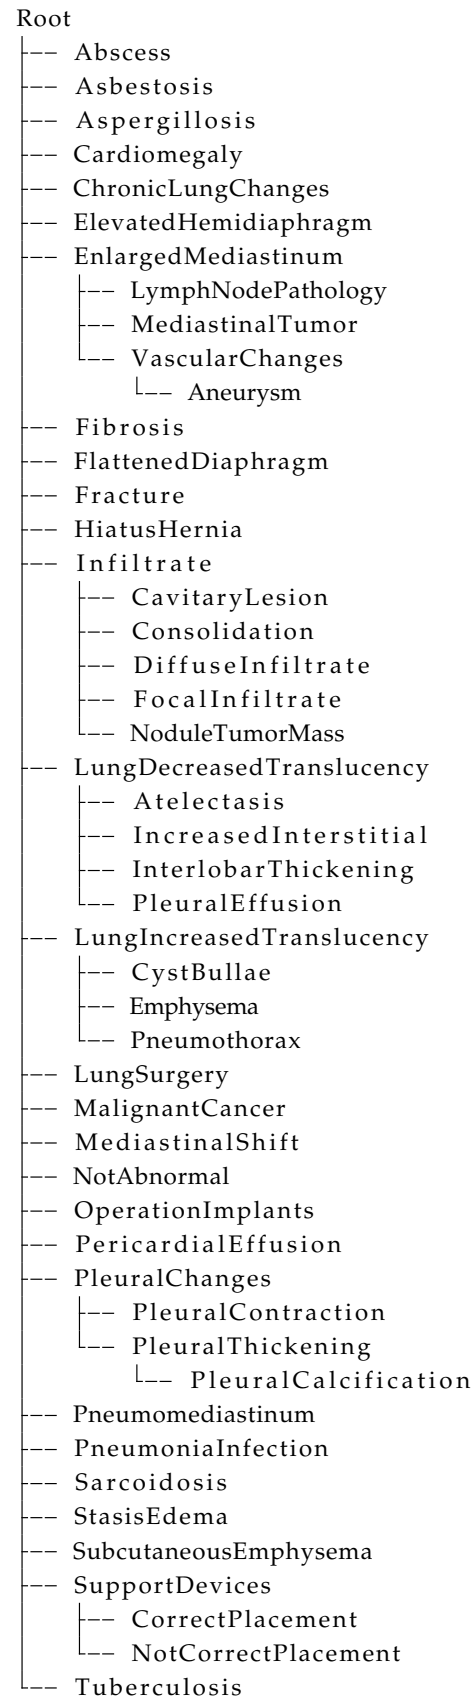 Root
Abscess
Asbestosis
Aspergillosis
Cardiomegaly
ChronicLungChanges
ElevatedHemidiaphragm
EnlargedMediastinum
LymphNodePathology
MediastinalTumor
VascularChanges
Aneurysm
Fibrosis
FlattenedDiaphragm
Fracture
HiatusHernia
Infiltrate
CavitaryLesion
Consolidation
DiffuseInfiltrate
FocalInfiltrate
NoduleTumorMass
LungDecreasedTranslucency
Atelectasis
IncreasedInterstitial
InterlobarThickening
PleuralEffusion
LungIncreasedTranslucency
CystBullae
Emphysema
Pneumothorax
LungSurgery
MalignantCancer
MediastinalShift
NotAbnormal
OperationImplants
PericardialEffusion
PleuralChanges
PleuralContraction
PleuralThickening
PleuralCalcification
Pneumomediastinum
PneumoniaInfection
Sarcoidosis
StasisEdema
SubcutaneousEmphysema
SupportDevices
CorrectPlacement
NotCorrectPlacement
Tuberculosis